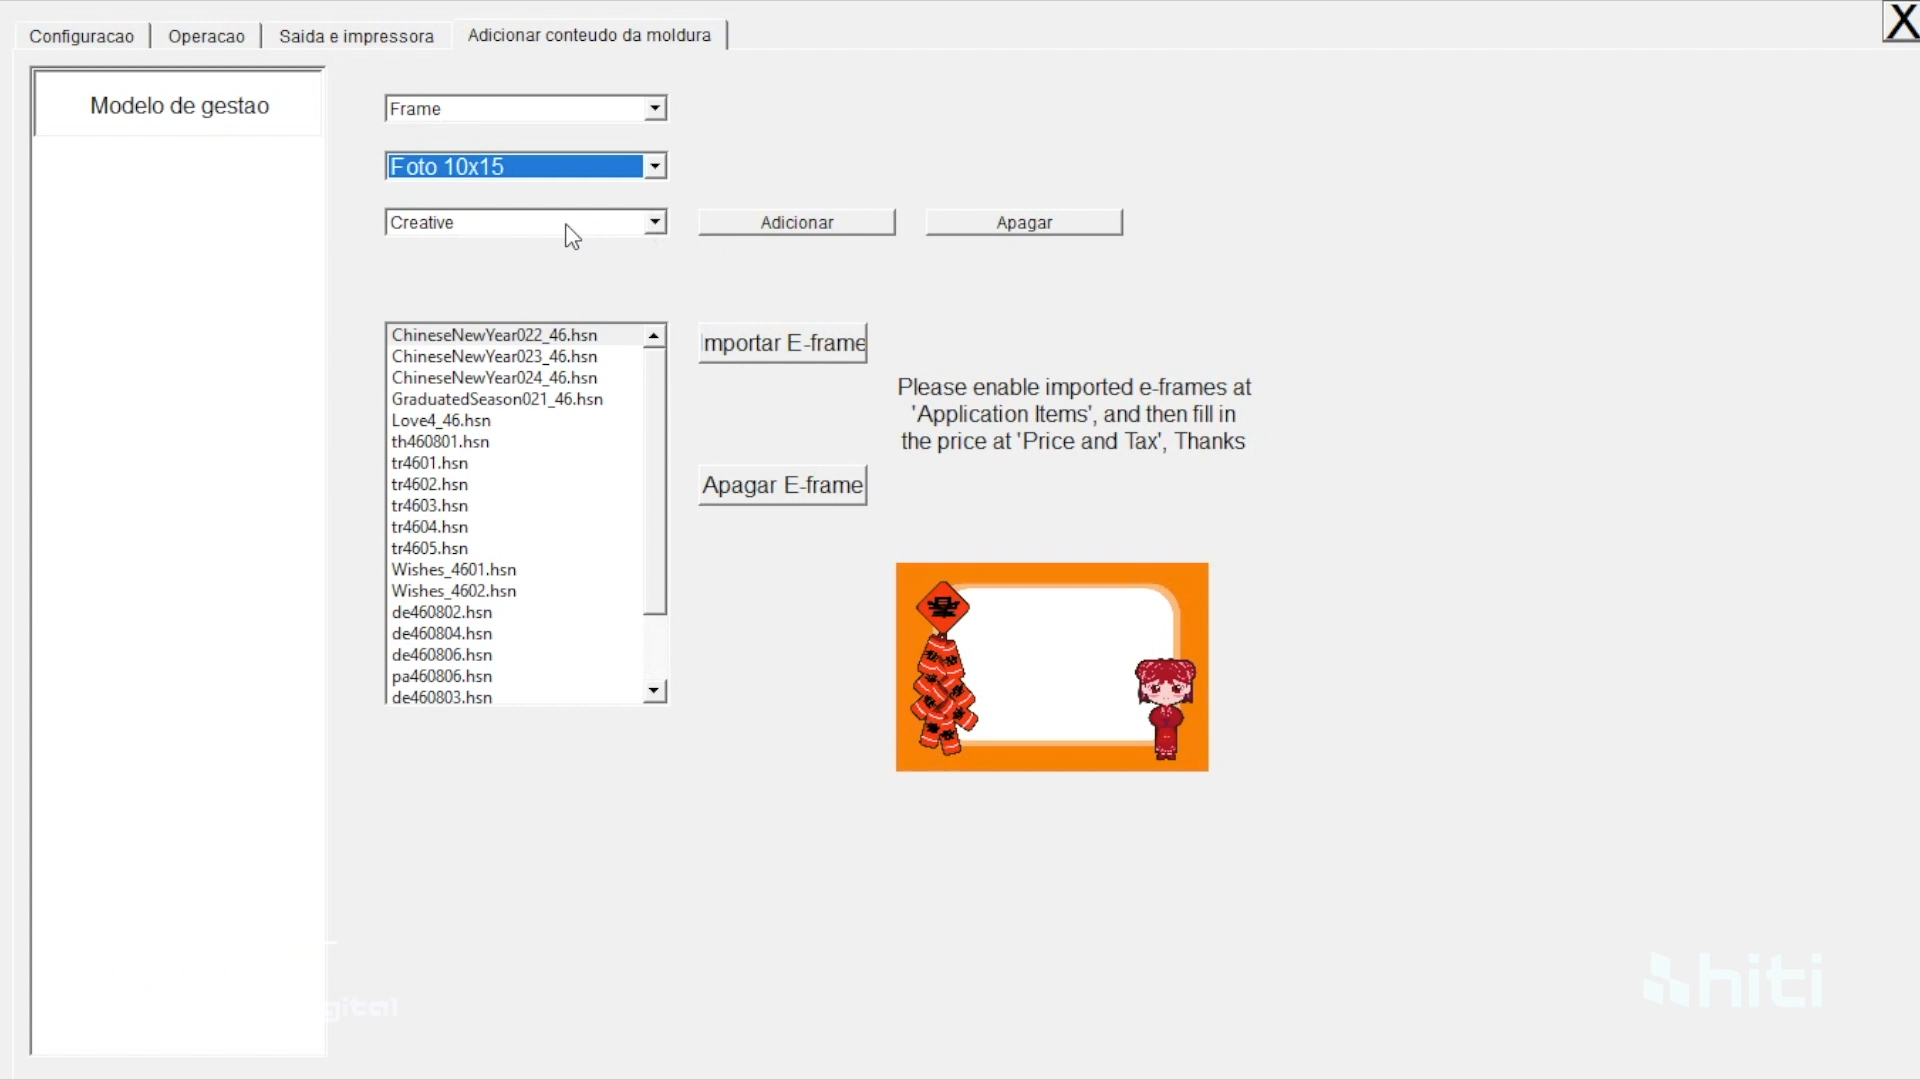 Configuracao
Operacao
Saida e impressora
Adicionar conteudo da moldura
X
Modelo de gestao
Frame
Foto 10x15
Creative
Adicionar
Apagar
ChineseNewYear022_46.hsn
ChineseNewYear023_46.hsn
ChineseNewYear024_46.hsn
GraduatedSeason021_46.hsn
Love4_46.hsn
th460801.hsn
tr4601.hsn
tr4602.hsn
tr4603.hsn
tr4604.hsn
tr4605.hsn
Wishes_4601.hsn
Wishes_4602.hsn
de460802.hsn
de460804.hsn
de460806.hsn
pa460806.hsn
de460803.hsn
Importar E-frame
Please enable imported e-frames at
'Application Items', and then fill in
the price at 'Price and Tax', Thanks
Apagar E-frame
gital
hiti